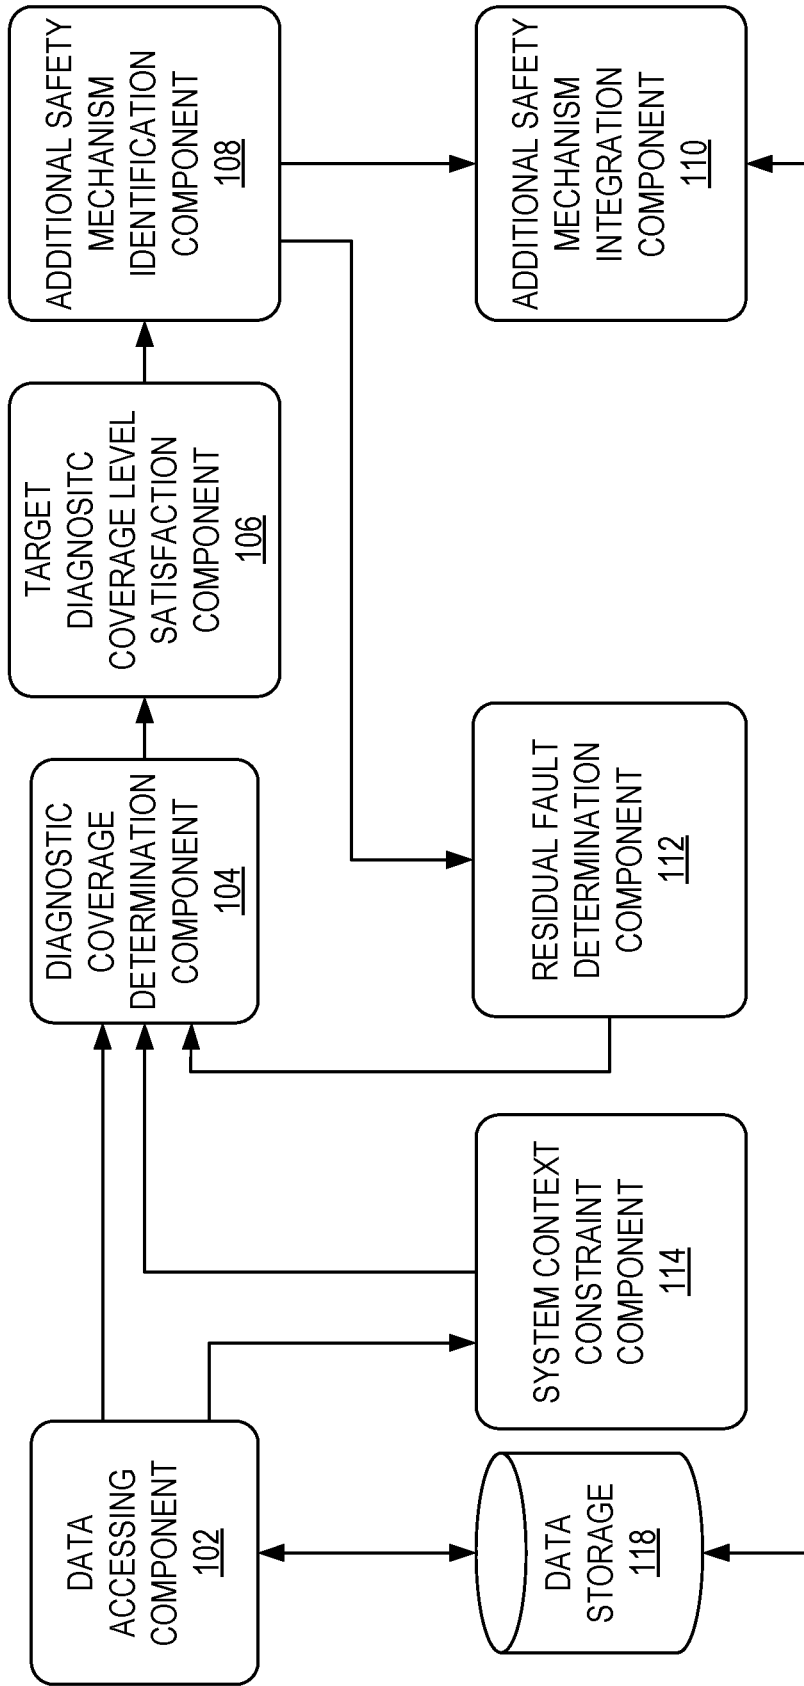 DATA
ACCESSING
COMPONENT
102
DIAGNOSTIC
COVERAGE
DETERMINATION
COMPONENT
104
TARGET
DIAGNOSITC
COVERAGE LEVEL
SATISFACTION
COMPONENT
106
ADDITIONAL SAFETY
MECHANISM
IDENTIFICATION
COMPONENT
108
DATA
STORAGE
118
SYSTEM CONTEXT
CONSTRAINT
COMPONENT
114
RESIDUAL FAULT
DETERMINATION
COMPONENT
112
ADDITIONAL SAFETY
MECHANISM
INTEGRATION
COMPONENT
110